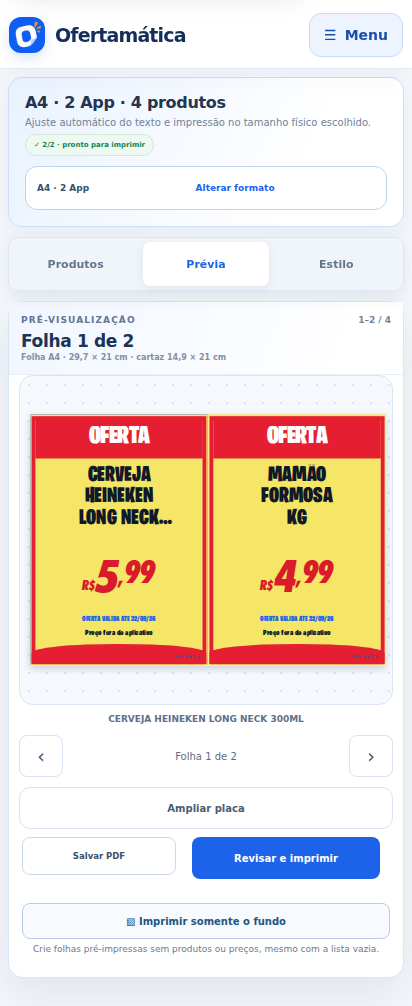 Ofertamática
☰ Menu
A4 · 2 App · 4 produtos
Ajuste automático do texto e impressão no tamanho físico escolhido.
✓ 2/2 · pronto para imprimir
A4 · 2 App
Alterar formato
Produtos
Prévia
Estilo
PRÉ-VISUALIZAÇÃO
1–2 / 4
Folha 1 de 2
Folha A4 · 29,7 × 21 cm · cartaz 14,9 × 21 cm
OFERTA
CERVEJA
HEINEKEN
LONG NECK...
R$5,99
OFERTA VALIDA ATE 22/09/26
Preço fora do aplicativo
OFERTA
MAMÃO
FORMOSA
KG
R$4,99
OFERTA VALIDA ATE 22/09/26
Preço fora do aplicativo
CERVEJA HEINEKEN LONG NECK 300ML
‹
Folha 1 de 2
›
Ampliar placa
Salvar PDF
Revisar e imprimir
▧ Imprimir somente o fundo
Crie folhas pré-impressas sem produtos ou preços, mesmo com a lista vazia.